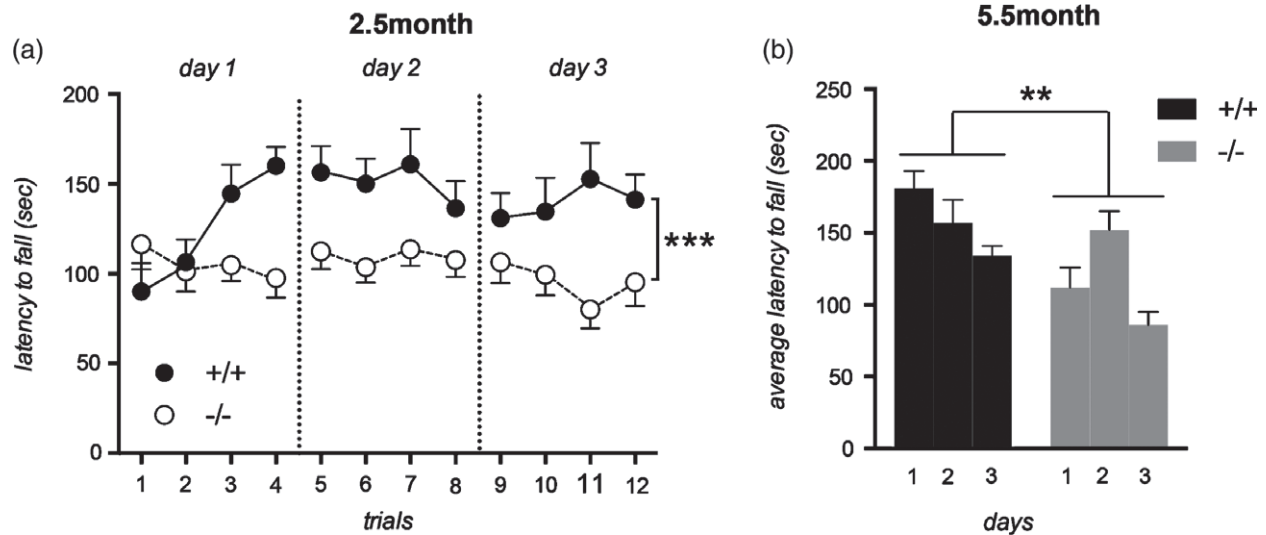 2.5month
(a)
day 1 day 2 day 3
latency to fall (sec)
200
150
100
50
0
***
+/+
-/-
1 2 3 4 5 6 7 8 9 10 11 12
trials
5.5month
(b)
average latency to fall (sec)
250
200
150
100
50
0
**
+/+
-/-
1 2 3 1 2 3
days